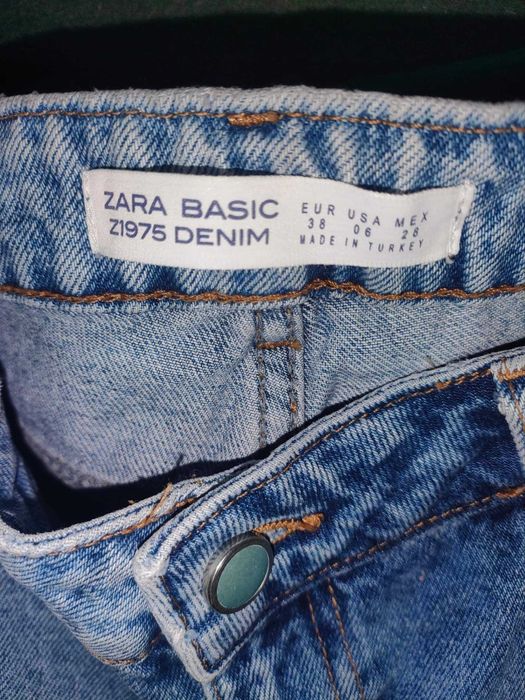 ZARA BASIC
Z1975 DENIM
EUR USA MEX
38 06 28
MADE IN TURKEY